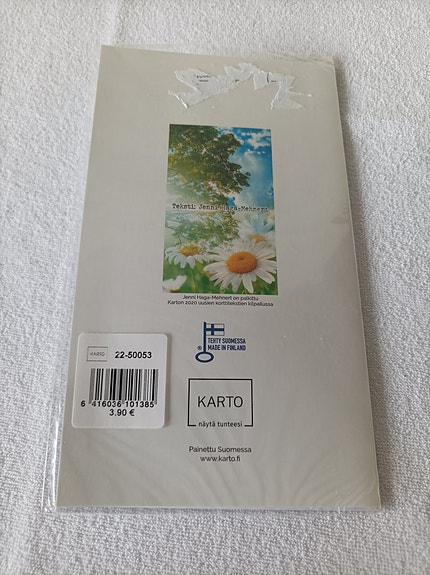 Teksti: Jenni Haga-Mehnert
Jenni Haga-Mehnert on palkittu
Karton 2020 uusien korttitekstien kilpailussa
TEHTY SUOMESSA
MADE IN FINLAND
KARTO
22-50053
6 416036 101385
3.90 €
KARTO
näytä tunteesi
Painettu Suomessa
www.karto.fi